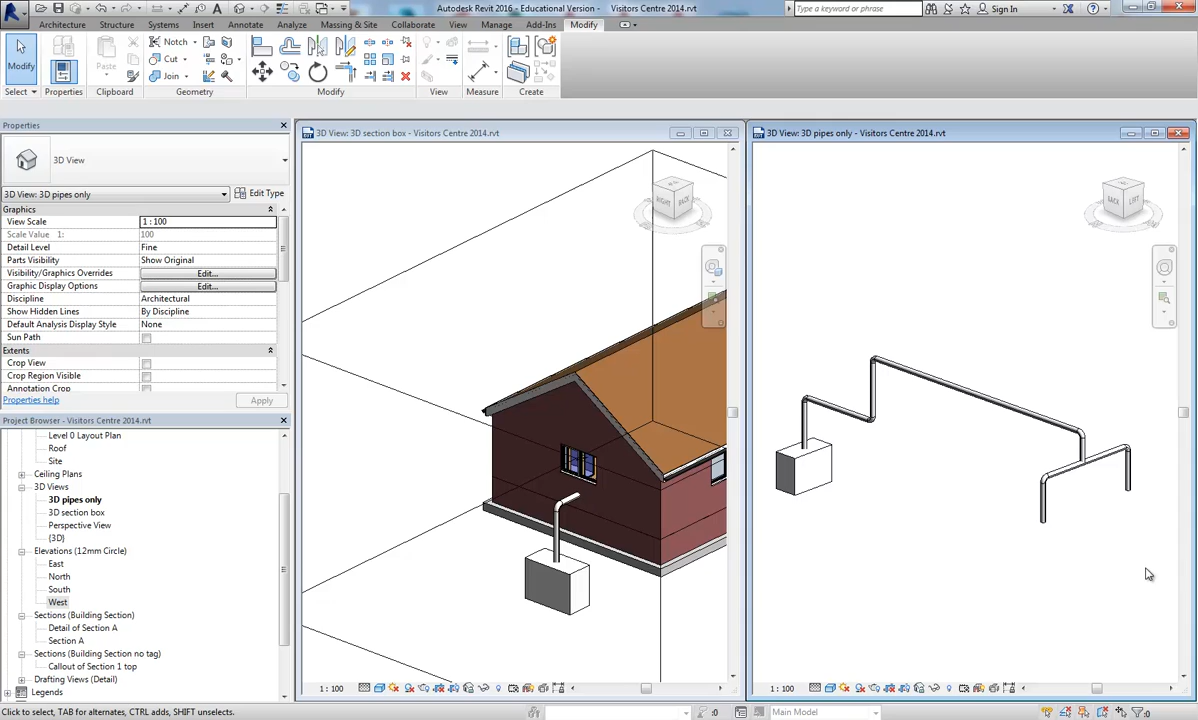 Autodesk Revit 2016 - Educational Version - Visitors Centre 2014.rvt
Type a keyword or phrase
Sign In
Architecture Structure Systems Insert Annotate Analyze Massing & Site Collaborate View Manage Add-Ins Modify
Modify
Paste
Notch
Cut
Join
Select Properties Clipboard Geometry Modify View Measure Create
Properties
3D View
3D View: 3D pipes only
Edit Type
Graphics
View Scale 1 : 100
Scale Value 1: 100
Detail Level Fine
Parts Visibility Show Original
Visibility/Graphics Overrides Edit...
Graphic Display Options Edit...
Discipline Architectural
Show Hidden Lines By Discipline
Default Analysis Display Style None
Sun Path
Extents
Crop View
Crop Region Visible
Annotation Crop
Properties help
Apply
Project Browser - Visitors Centre 2014.rvt
Level 0 Layout Plan
Roof
Site
Ceiling Plans
3D Views
3D pipes only
3D section box
Perspective View
{3D}
Elevations (12mm Circle)
East
North
South
West
Sections (Building Section)
Detail of Section A
Section A
Sections (Building Section no tag)
Callout of Section 1 top
Drafting Views (Detail)
Legends
3D View: 3D section box - Visitors Centre 2014.rvt
RIGHT
BACK
1 : 100
3D View: 3D pipes only - Visitors Centre 2014.rvt
BACK
LEFT
1 : 100
Click to select, TAB for alternates, CTRL adds, SHIFT unselects.
:0
Main Model
:0